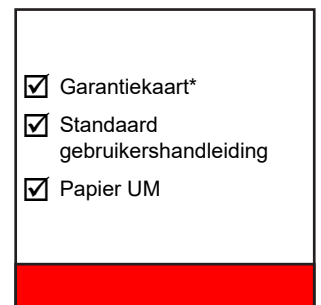 ☑ Garantiekaart*
☑ Standaard
gebruikershandleiding
☑ Papier UM